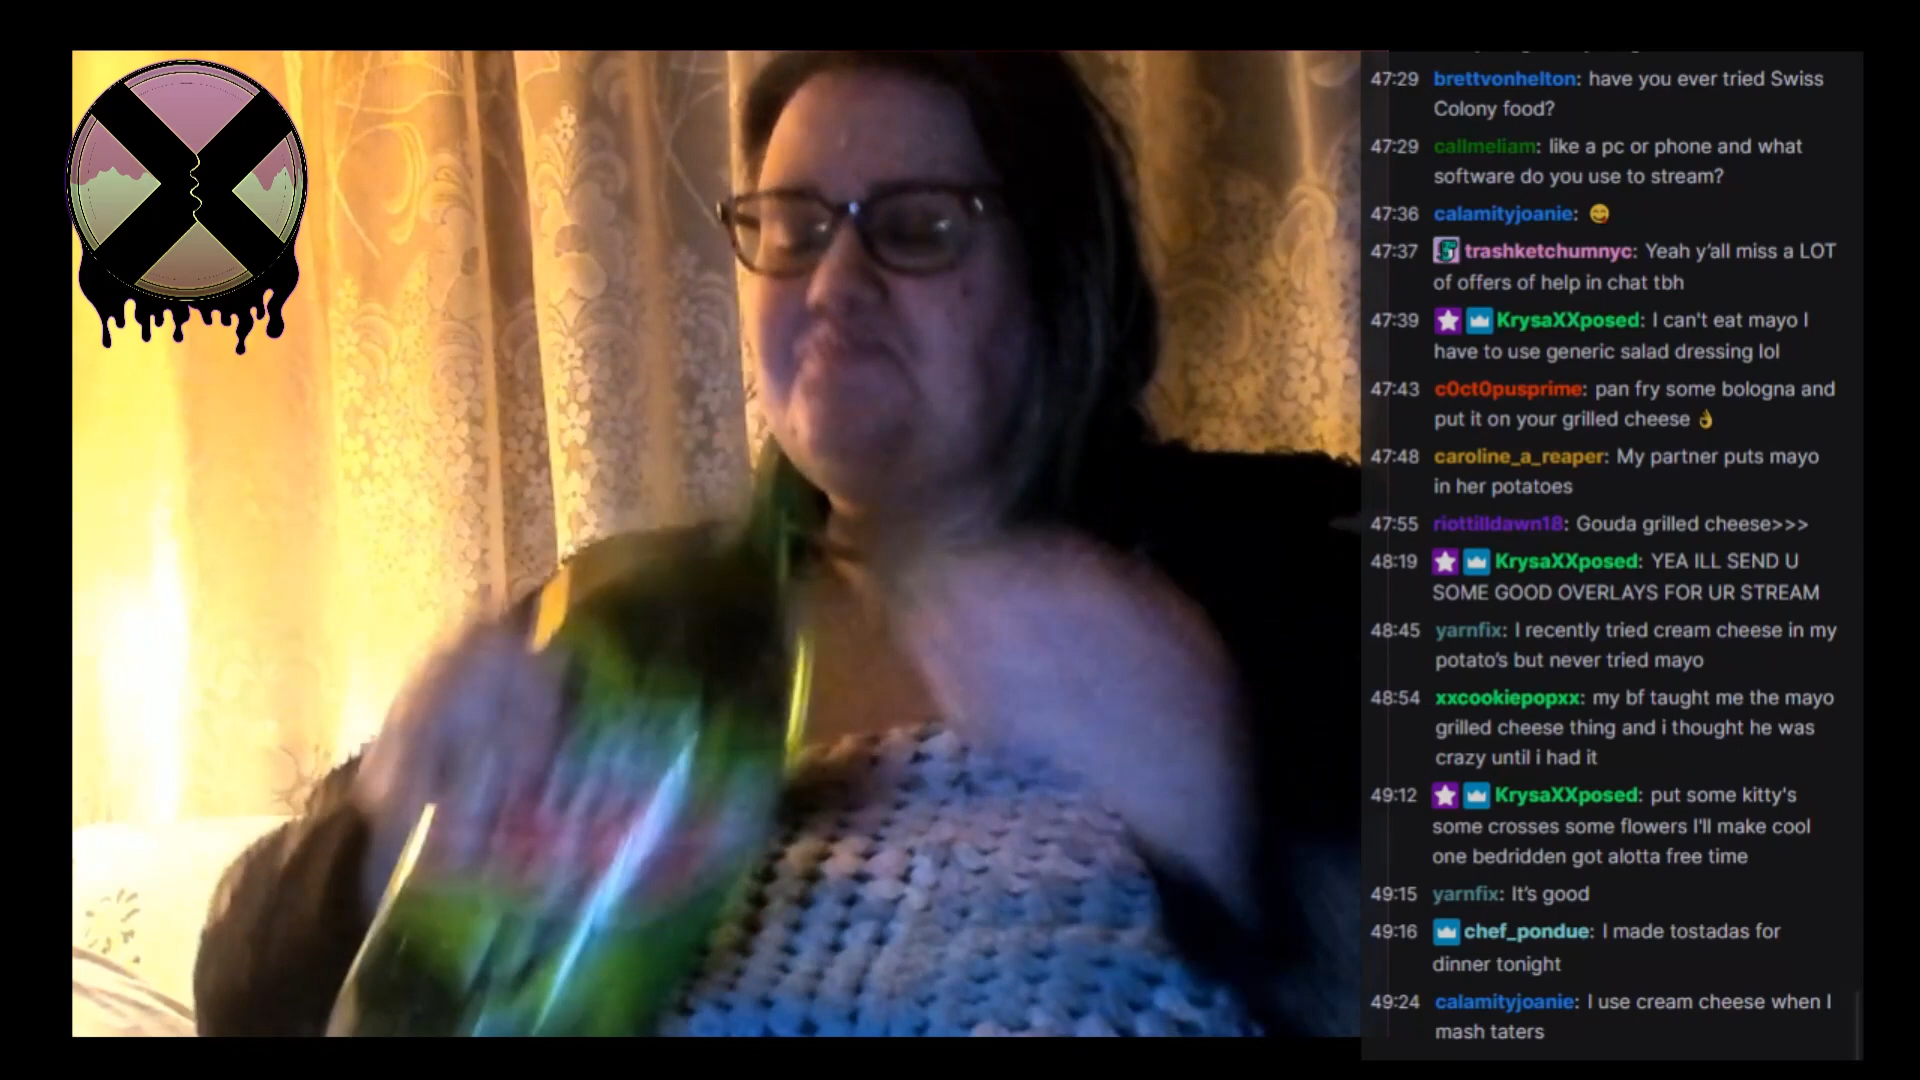 47:29 brettvonhelton: have you ever tried Swiss
Colony food?
47:29 callmeliam: like a pc or phone and what
software do you use to stream?
47:36 calamityjoanie: 😋
47:37 trashketchumnyc: Yeah y'all miss a LOT
of offers of help in chat tbh
47:39 KrysaXXposed: I can't eat mayo I
have to use generic salad dressing lol
47:43 c0ct0pusprime: pan fry some bologna and
put it on your grilled cheese 👌
47:48 caroline_a_reaper: My partner puts mayo
in her potatoes
47:55 riottilldawn18: Gouda grilled cheese>>>
48:19 KrysaXXposed: YEA ILL SEND U
SOME GOOD OVERLAYS FOR UR STREAM
48:45 yarnfix: I recently tried cream cheese in my
potato's but never tried mayo
48:54 xxcookiepopxx: my bf taught me the mayo
grilled cheese thing and i thought he was
crazy until i had it
49:12 KrysaXXposed: put some kitty's
some crosses some flowers I'll make cool
one bedridden got alotta free time
49:15 yarnfix: It's good
49:16 chef_pondue: I made tostadas for
dinner tonight
49:24 calamityjoanie: I use cream cheese when I
mash taters